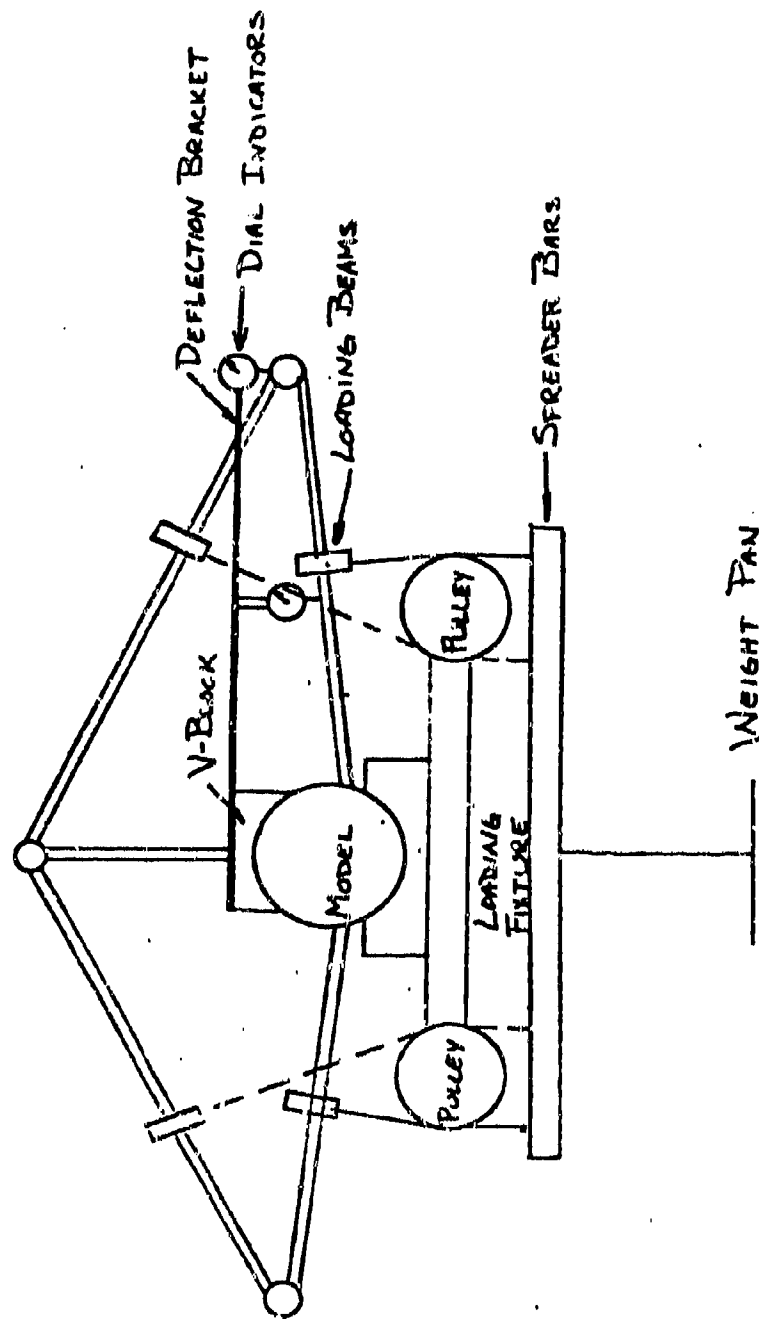 DEFLECTION BRACKET
DIAL INDICATORS
LOADING BEAMS
V-BLOCK
MODEL
PULLEY
PULLEY
LOADING
FIXTURE
SPREADER BARS
WEIGHT PAN